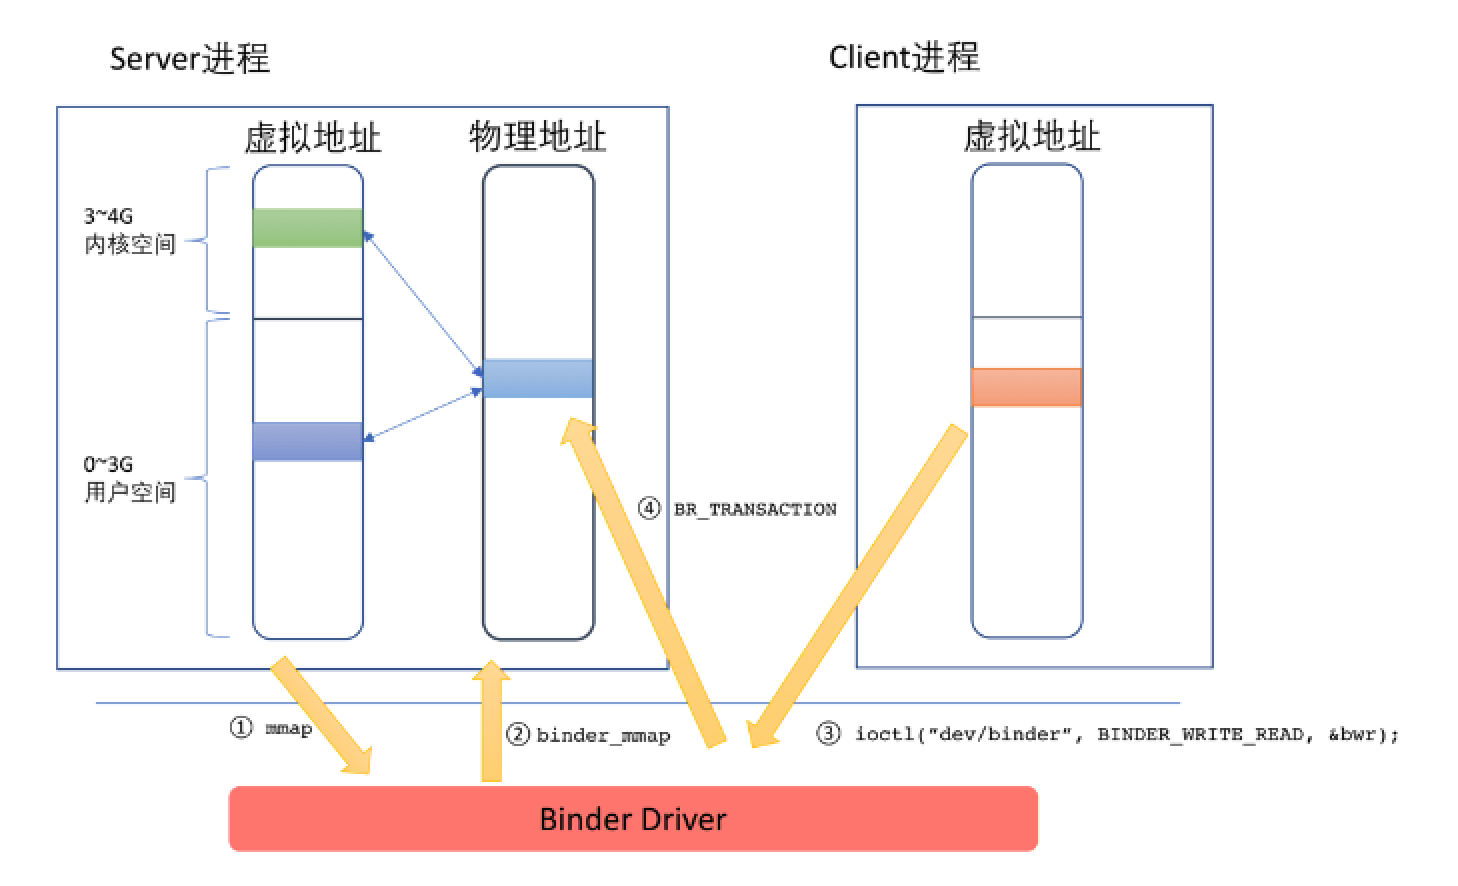 Server进程
Client进程
虚拟地址
物理地址
虚拟地址
3~4G
内核空间
0~3G
用户空间
④ BR_TRANSACTION
① mmap
② binder_mmap
③ ioctl("dev/binder", BINDER_WRITE_READ, &bwr);
Binder Driver